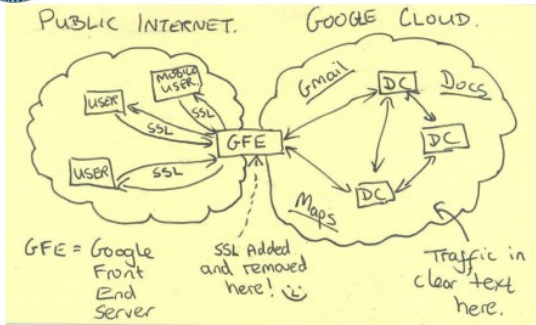 PUBLIC INTERNET.
GOOGLE CLOUD.
MOBILE
USER
USER
SSL
SSL
USER
SSL
GFE
Gmail
DC
Docs
DC
DC
Maps
GFE = Google
Front
End
Server
SSL Added
and removed
here!
Traffic in
clear text
here.